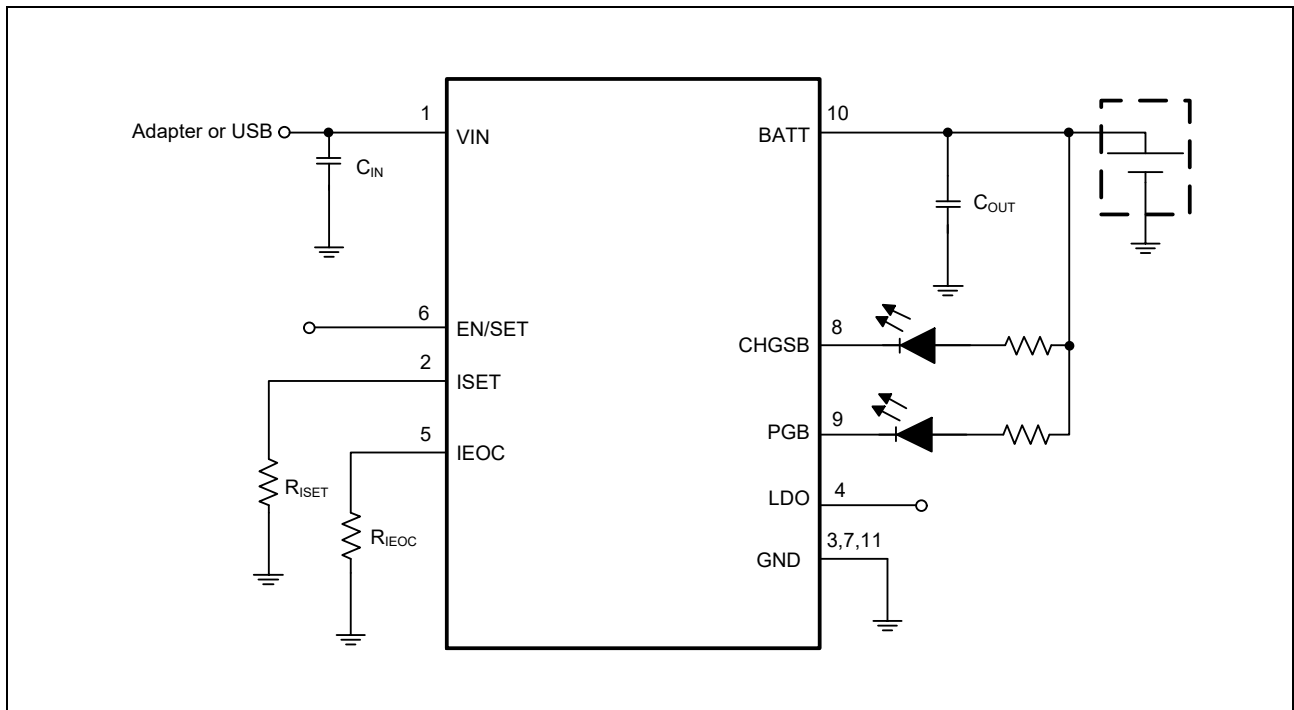 1
10
Adapter or USB
VIN
BATT
C_IN
C_OUT
6
EN/SET
8
CHGSB
2
ISET
9
PGB
5
IEOC
R_ISET
4
LDO
R_IEOC
3,7,11
GND